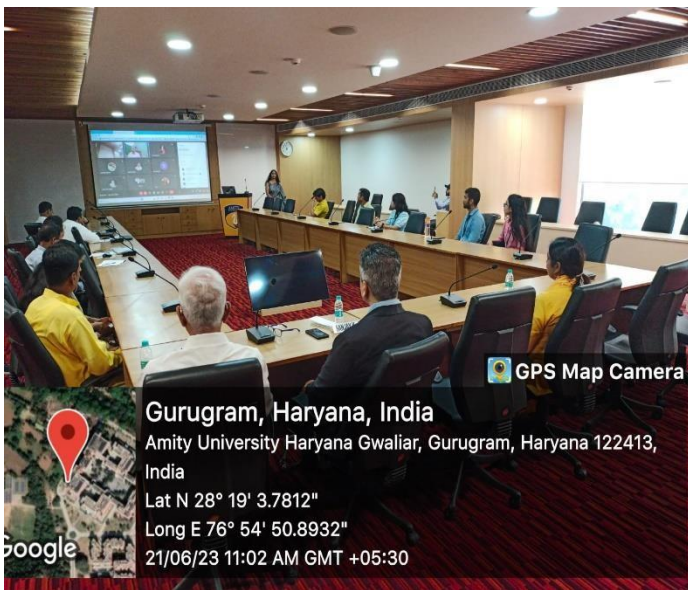 GPS Map Camera
Gurugram, Haryana, India
Amity University Haryana Gwaliar, Gurugram, Haryana 122413,
India
Lat N 28° 19' 3.7812"
Long E 76° 54' 50.8932"
Google
21/06/23 11:02 AM GMT +05:30